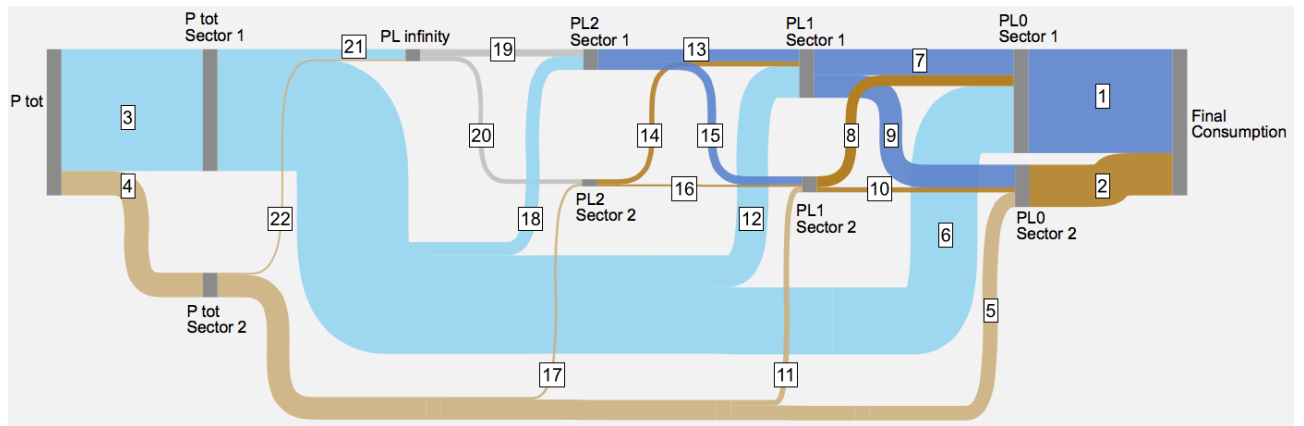 P tot
Sector 1
21
PL infinity
19
PL2
Sector 1
13
PL1
Sector 1
7
PL0
Sector 1
P tot
3
1
Final
Consumption
20
14
15
8
9
4
16
10
2
22
PL2
Sector 2
18
PL1
Sector 2
12
6
PL0
Sector 2
P tot
Sector 2
5
17
11